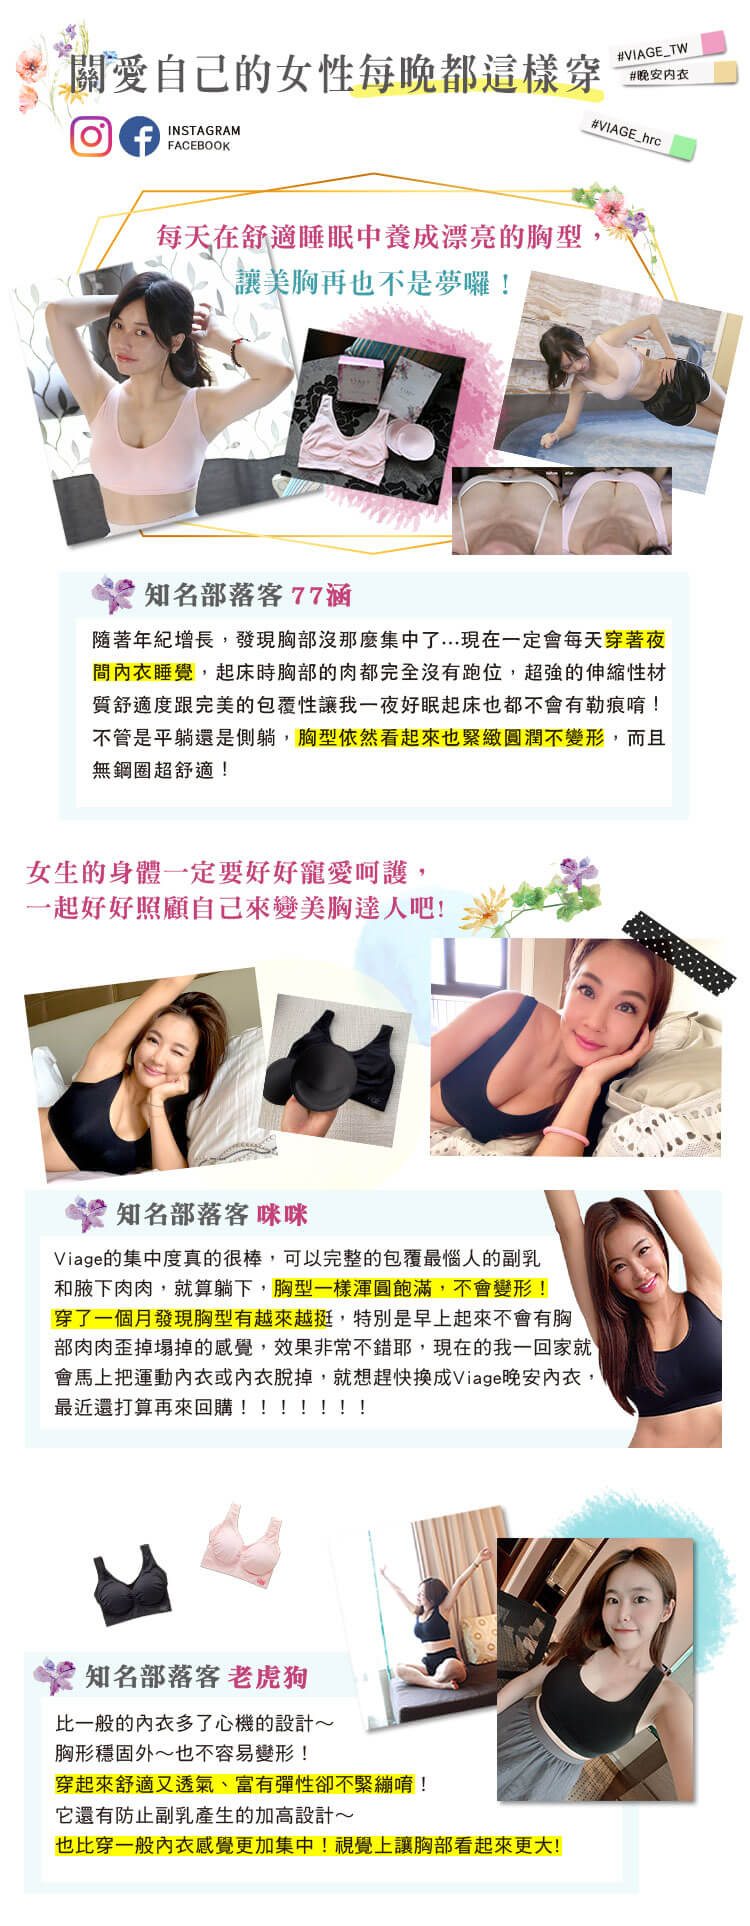 關愛自己的女性每晚都這樣穿
#VIAGE_TW
#晚安內衣
#VIAGE_hrc
INSTAGRAM
FACEBOOK
每天在舒適睡眠中養成漂亮的胸型，
讓美胸再也不是夢囉！
知名部落客 77涵
隨著年紀增長，發現胸部沒那麼集中了...現在一定會每天穿著夜
間內衣睡覺，起床時胸部的肉都完全沒有跑位，超強的伸縮性材
質舒適度跟完美的包覆性讓我一夜好眠起床也都不會有勒痕唷！
不管是平躺還是側躺，胸型依然看起來也緊緻圓潤不變形，而且
無鋼圈超舒適！
女生的身體一定要好好寵愛呵護，
一起好好照顧自己來變美胸達人吧!
知名部落客 咪咪
Viage的集中度真的很棒，可以完整的包覆最惱人的副乳
和腋下肉肉，就算躺下，胸型一樣渾圓飽滿，不會變形！
穿了一個月發現胸型有越來越挺，特別是早上起來不會有胸
部肉肉歪掉塌掉的感覺，效果非常不錯耶，現在的我一回家就
會馬上把運動內衣或內衣脫掉，就想趕快換成Viage晚安內衣，
最近還打算再來回購！！！！！！！
知名部落客 老虎狗
比一般的內衣多了心機的設計～
胸形穩固外～也不容易變形！
穿起來舒適又透氣、富有彈性卻不緊繃唷！
它還有防止副乳產生的加高設計～
也比穿一般內衣感覺更加集中！視覺上讓胸部看起來更大!